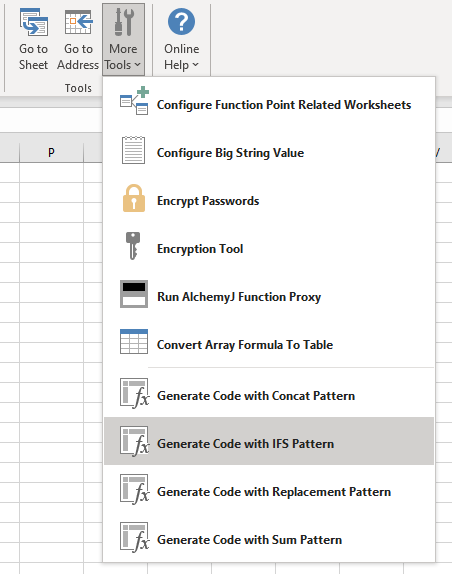 Go to Go to More Online
Sheet Address Tools Help
Tools
P
Configure Function Point Related Worksheets
Configure Big String Value
Encrypt Passwords
Encryption Tool
Run AlchemyJ Function Proxy
Convert Array Formula To Table
Generate Code with Concat Pattern
Generate Code with IFS Pattern
Generate Code with Replacement Pattern
Generate Code with Sum Pattern